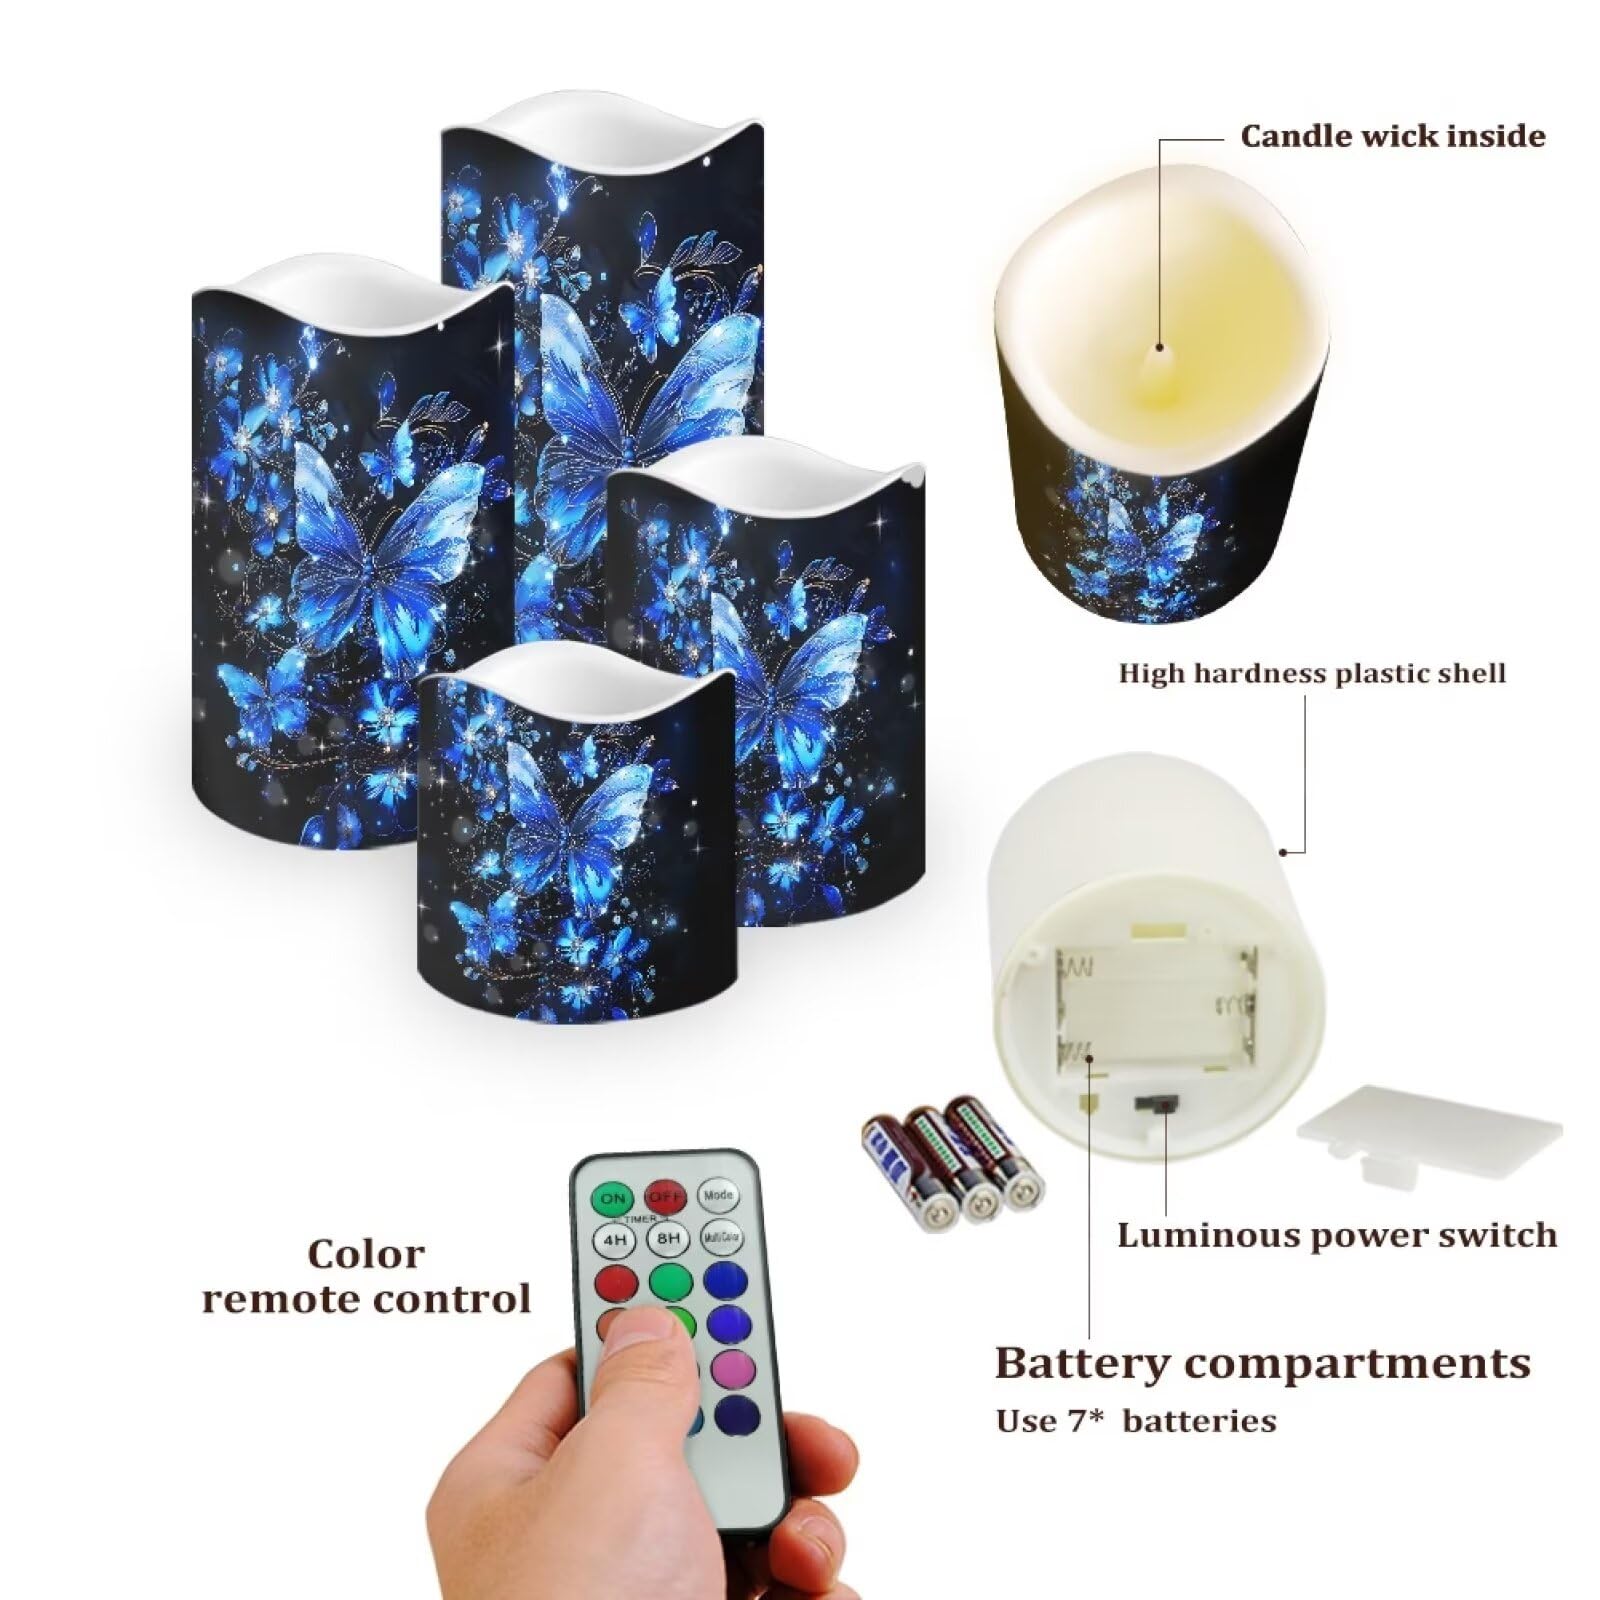 Candle wick inside
High hardness plastic shell
Luminous power switch
Battery compartments
Use 7* batteries
Color
remote control
ON OFF Mode
TIMER
4H 8H Multi Color